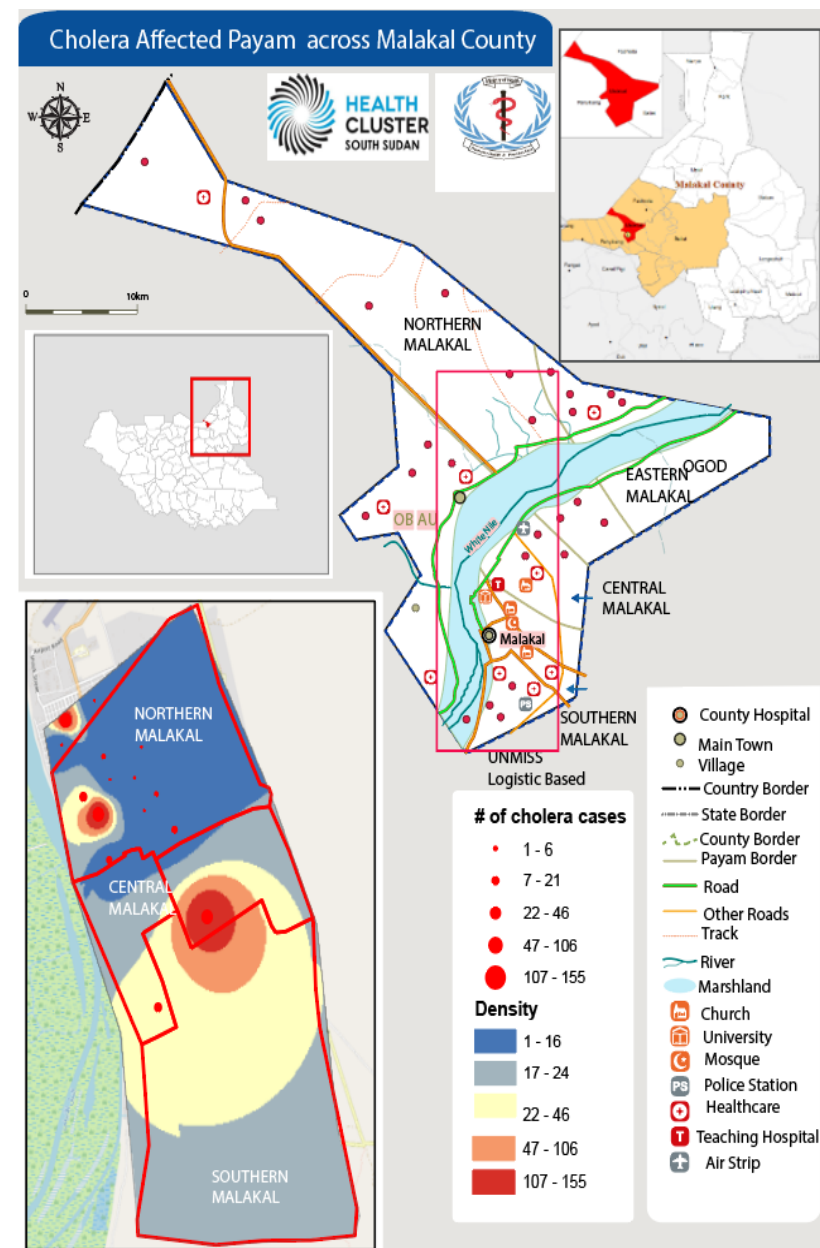 Cholera Affected Payam across Malakal County
N
W
E
S
HEALTH
CLUSTER
SOUTH SUDAN
Malakal County
0
10km
NORTHERN
MALAKAL
OGOD
EASTERN
MALAKAL
OB AU
White Nile
CENTRAL
MALAKAL
Malakal
SOUTHERN
MALAKAL
UNMISS
Logistic Based
NORTHERN
MALAKAL
CENTRAL
MALAKAL
SOUTHERN
MALAKAL
# of cholera cases
1 - 6
7 - 21
22 - 46
47 - 106
107 - 155
Density
1 - 16
17 - 24
22 - 46
47 - 106
107 - 155
County Hospital
Main Town
Village
Country Border
State Border
County Border
Payam Border
Road
Other Roads
Track
River
Marshland
Church
University
Mosque
PS Police Station
Healthcare
T Teaching Hospital
Air Strip